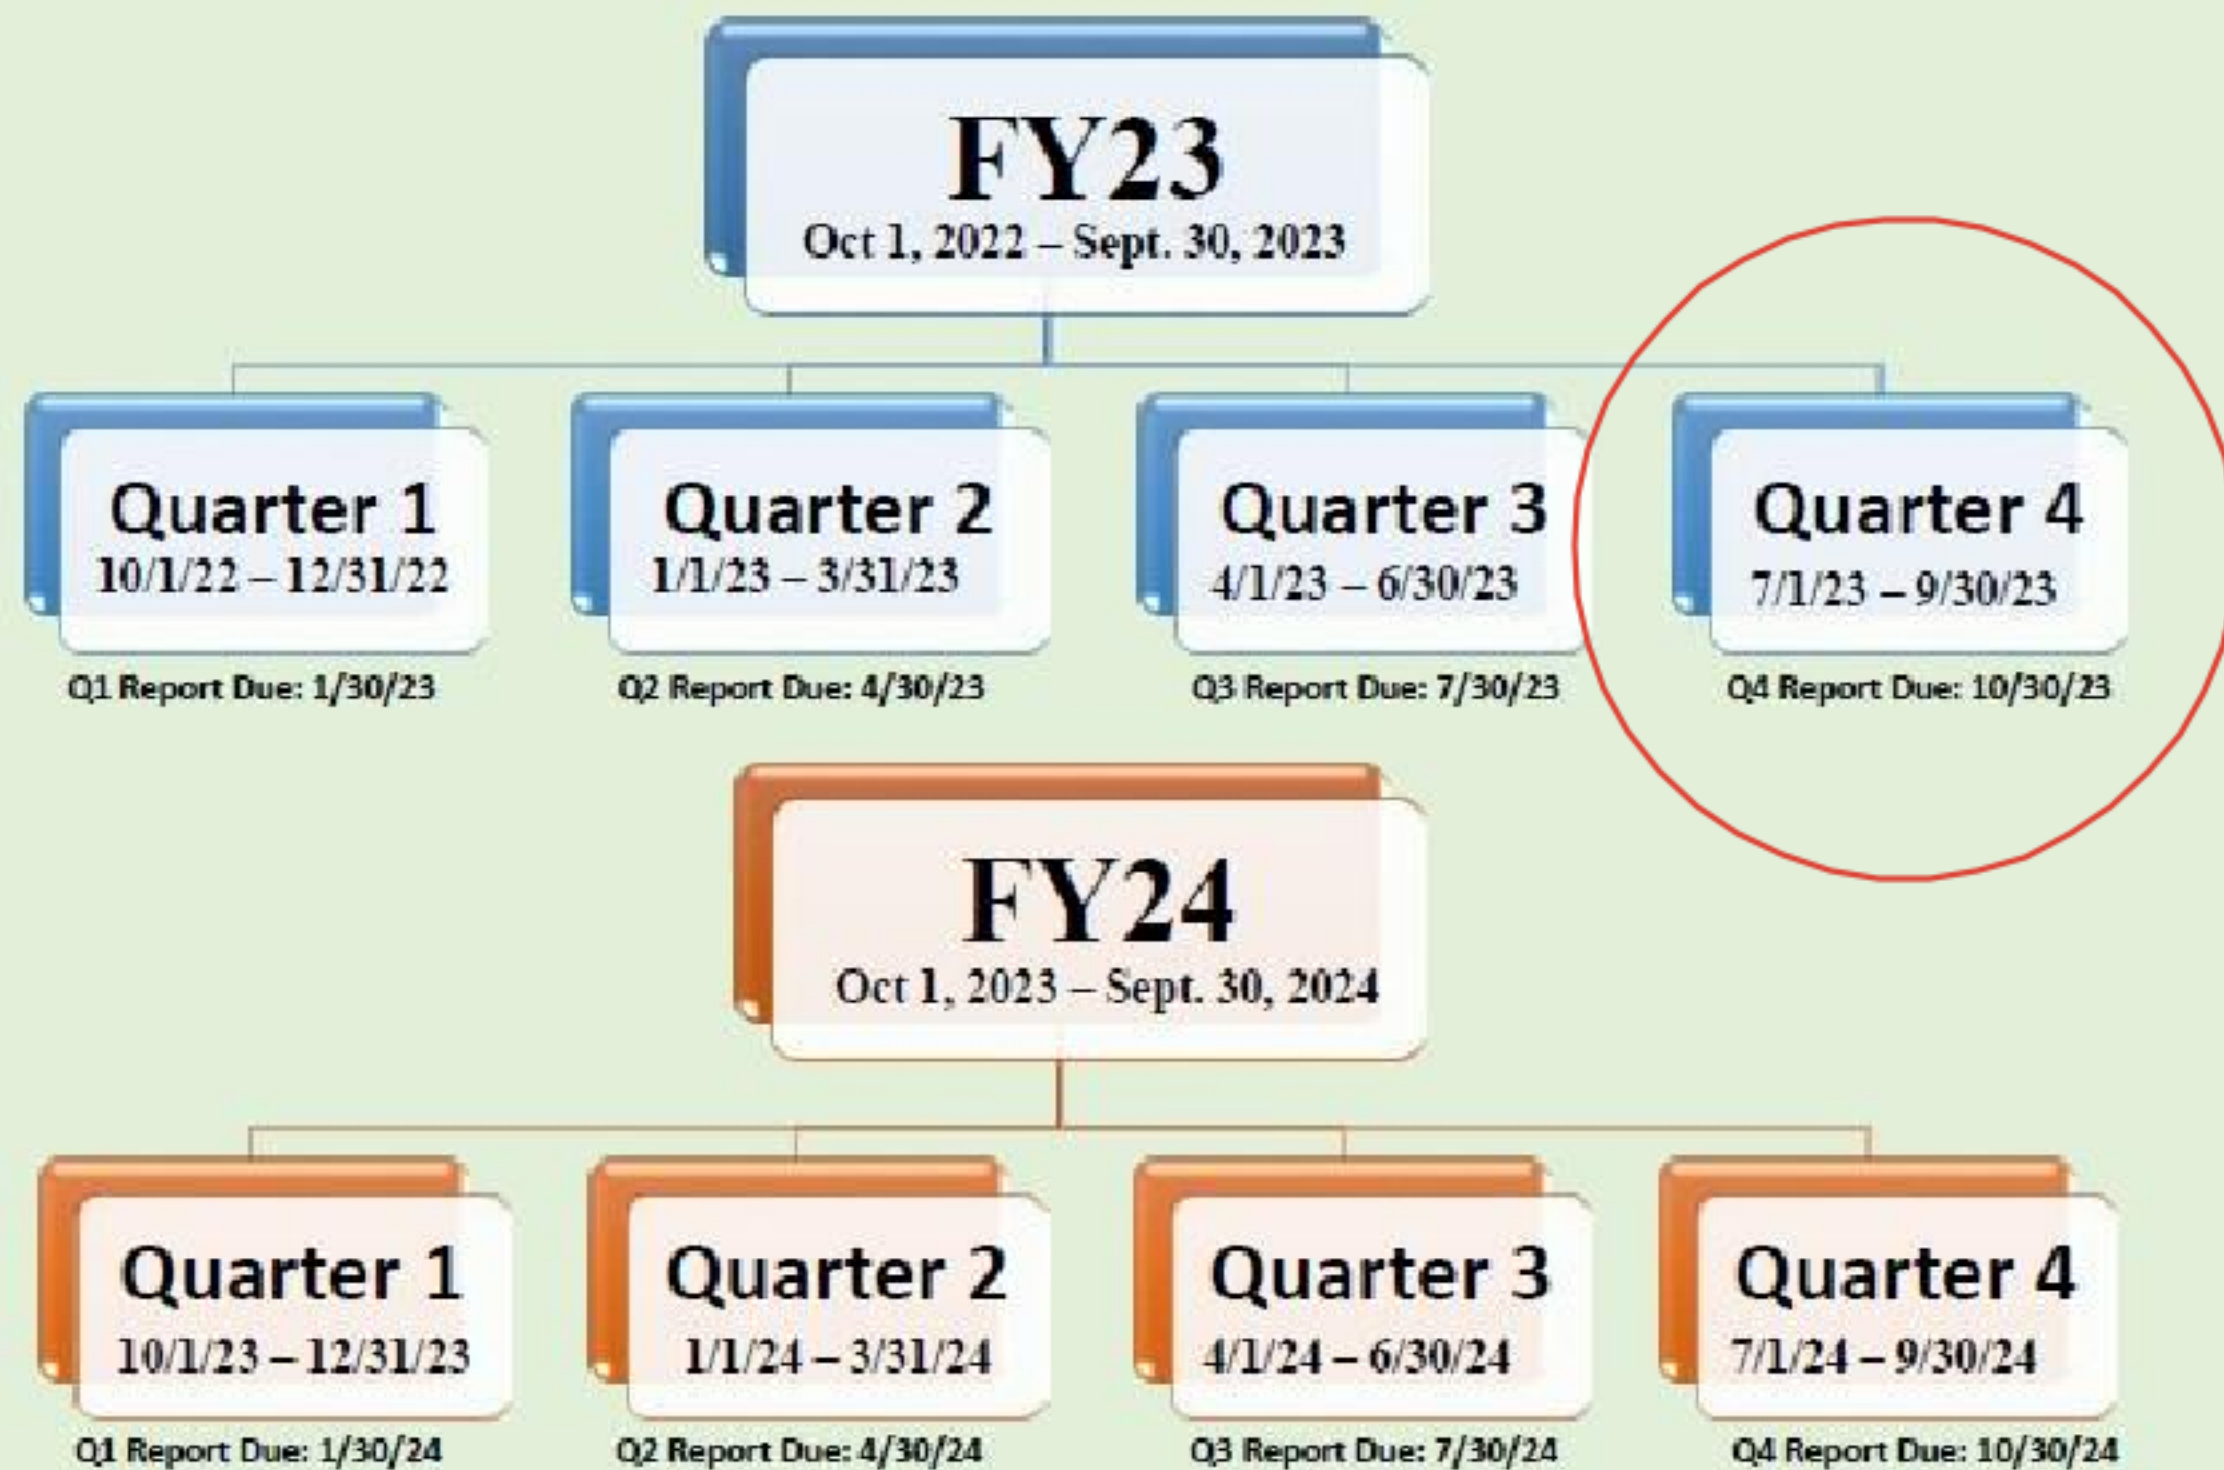 FY23
Oct 1, 2022 – Sept. 30, 2023
Quarter 1
10/1/22 – 12/31/22
Q1 Report Due: 1/30/23
Quarter 2
1/1/23 – 3/31/23
Q2 Report Due: 4/30/23
Quarter 3
4/1/23 – 6/30/23
Q3 Report Due: 7/30/23
Quarter 4
7/1/23 – 9/30/23
Q4 Report Due: 10/30/23
FY24
Oct 1, 2023 – Sept. 30, 2024
Quarter 1
10/1/23 – 12/31/23
Q1 Report Due: 1/30/24
Quarter 2
1/1/24 – 3/31/24
Q2 Report Due: 4/30/24
Quarter 3
4/1/24 – 6/30/24
Q3 Report Due: 7/30/24
Quarter 4
7/1/24 – 9/30/24
Q4 Report Due: 10/30/24